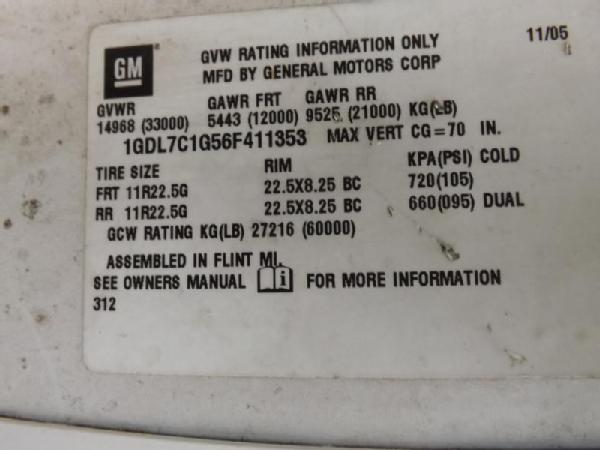 GM
GVW RATING INFORMATION ONLY 11/05
MFD BY GENERAL MOTORS CORP
GVWR GAWR FRT GAWR RR
14968 (33000) 5443 (12000) 9525 (21000) KG(LB)
1GDL7C1G56F411353 MAX VERT CG=70 IN.
TIRE SIZE RIM KPA(PSI) COLD
FRT 11R22.5G 22.5X8.25 BC 720(105)
RR 11R22.5G 22.5X8.25 BC 660(095) DUAL
GCW RATING KG(LB) 27216 (60000)
ASSEMBLED IN FLINT MI.
SEE OWNERS MANUAL i FOR MORE INFORMATION
312